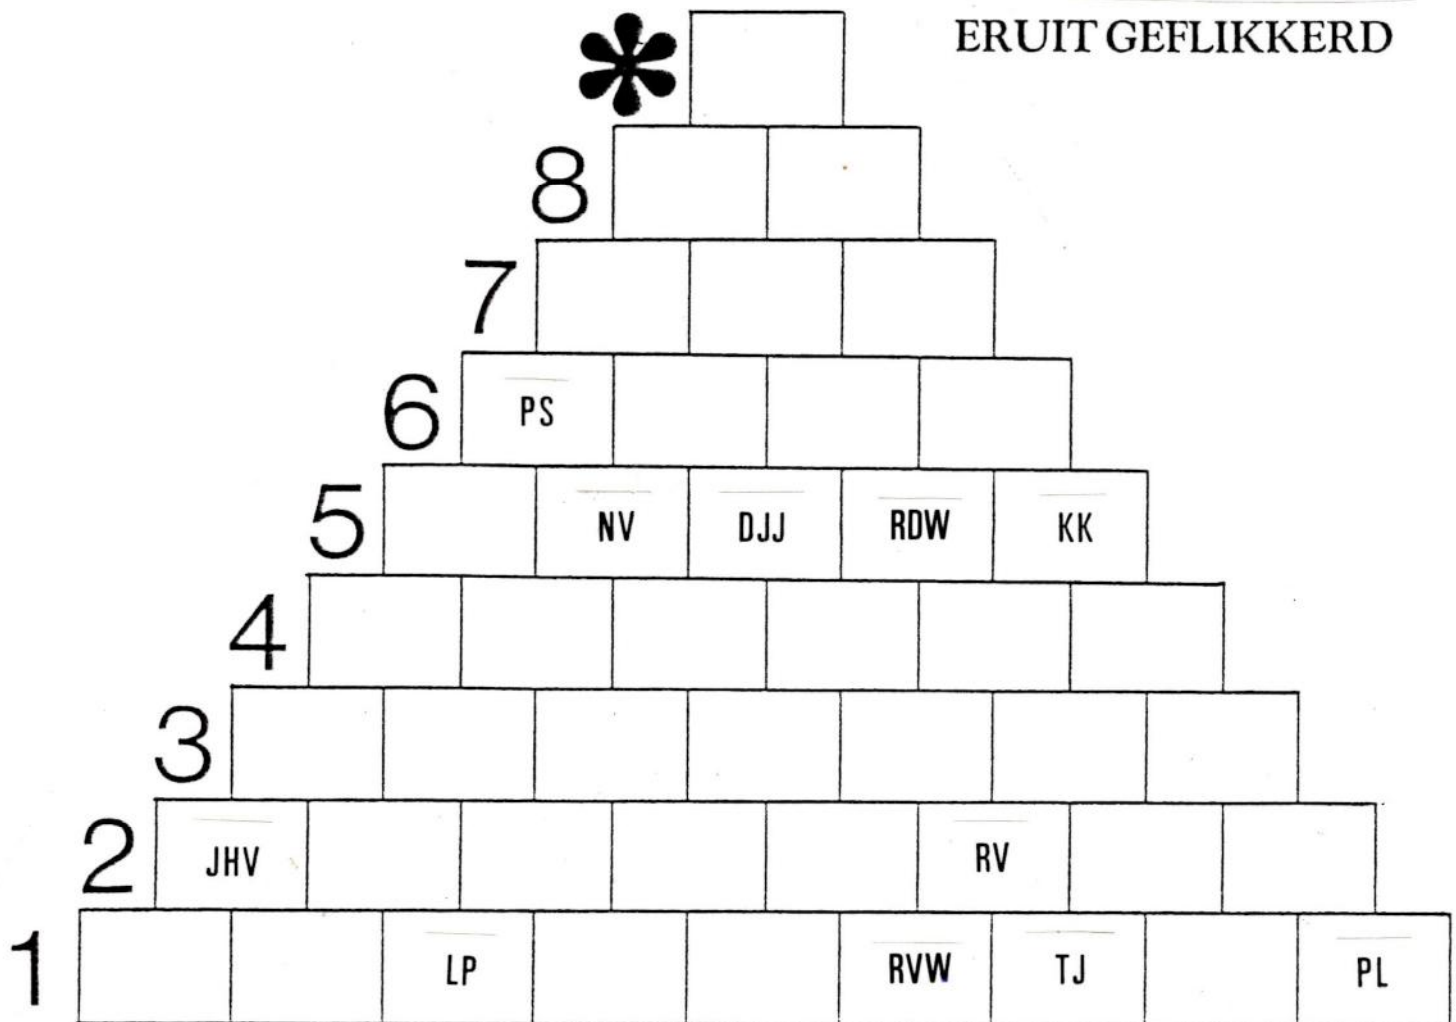 ERUIT GEFLIKKERD
*
8
7
6 PS
5 NV DJJ RDW KK
4
3
2 JHV RV
1 LP RVW TJ PL